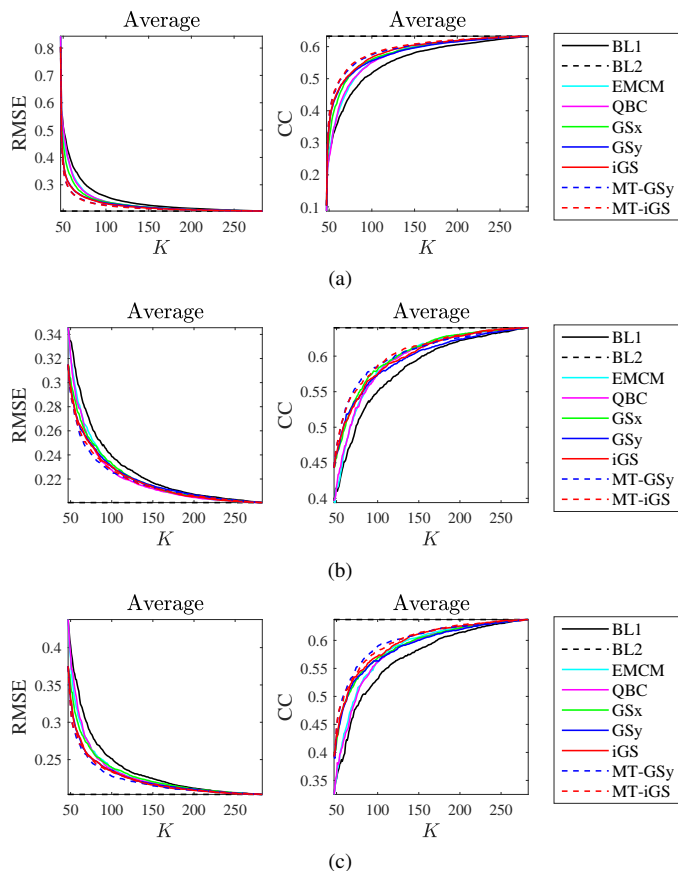 Average
Average
RMSE
0.8
0.7
0.6
0.5
0.4
0.3
50 100 150 200 250
K
CC
0.6
0.5
0.4
0.3
0.2
0.1
50 100 150 200 250
K
BL1
BL2
EMCM
QBC
GSx
GSy
iGS
MT-GSy
MT-iGS
(a)
Average
Average
RMSE
0.34
0.32
0.3
0.28
0.26
0.24
0.22
50 100 150 200 250
K
CC
0.6
0.55
0.5
0.45
0.4
50 100 150 200 250
K
BL1
BL2
EMCM
QBC
GSx
GSy
iGS
MT-GSy
MT-iGS
(b)
Average
Average
RMSE
0.4
0.35
0.3
0.25
50 100 150 200 250
K
CC
0.6
0.55
0.5
0.45
0.4
0.35
50 100 150 200 250
K
BL1
BL2
EMCM
QBC
GSx
GSy
iGS
MT-GSy
MT-iGS
(c)